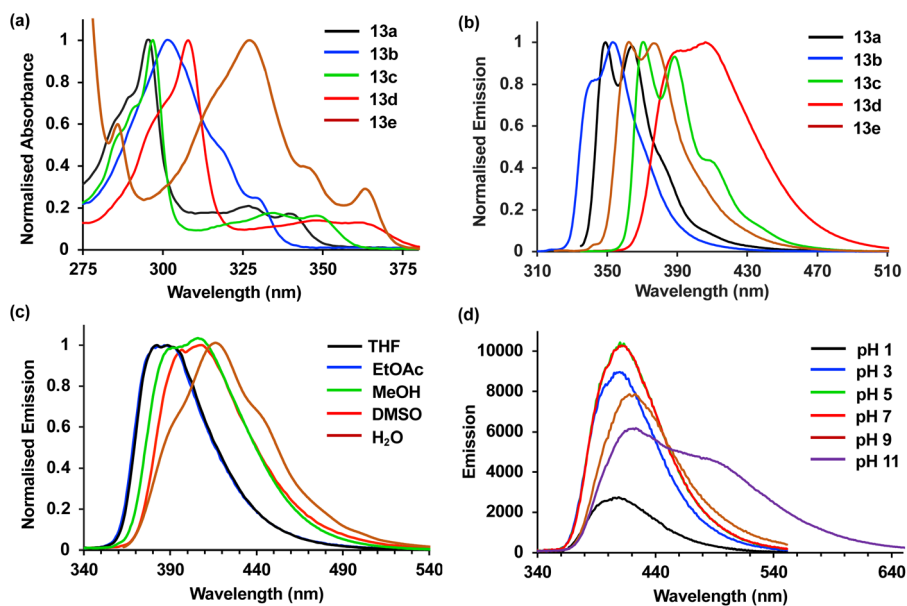 (a)
13a
13b
13c
13d
13e
1
0.8
0.6
0.4
0.2
0
Normalised Absorbance
275 300 325 350 375
Wavelength (nm)
(b)
13a
13b
13c
13d
13e
1
0.8
0.6
0.4
0.2
0
Normalised Emission
310 350 390 430 470 510
Wavelength (nm)
(c)
THF
EtOAc
MeOH
DMSO
H₂O
1
0.8
0.6
0.4
0.2
0
Normalised Emission
340 390 440 490 540
Wavelength (nm)
(d)
pH 1
pH 3
pH 5
pH 7
pH 9
pH 11
10000
8000
6000
4000
2000
0
Emission
340 440 540 640
Wavelength (nm)